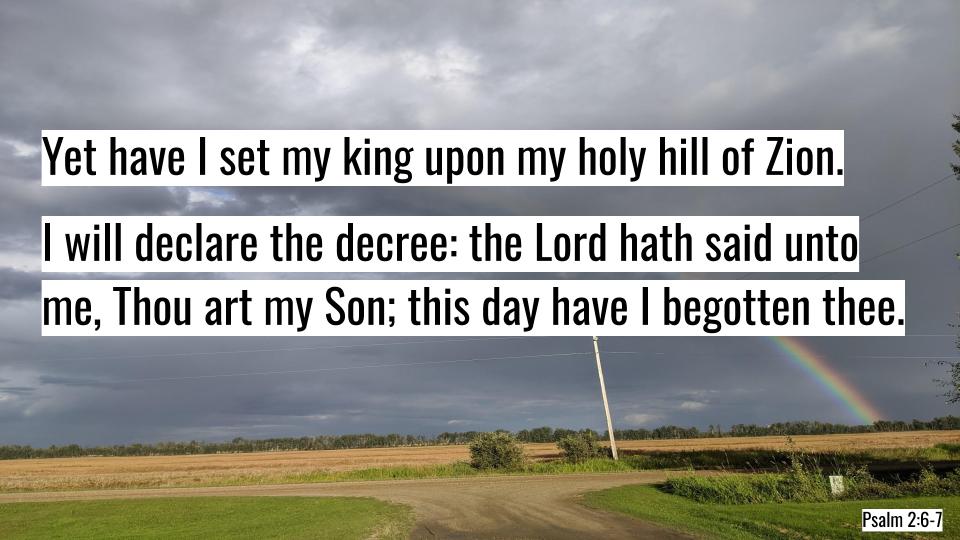 Yet have I set my king upon my holy hill of Zion.
I will declare the decree: the Lord hath said unto
me, Thou art my Son; this day have I begotten thee.
Psalm 2:6-7